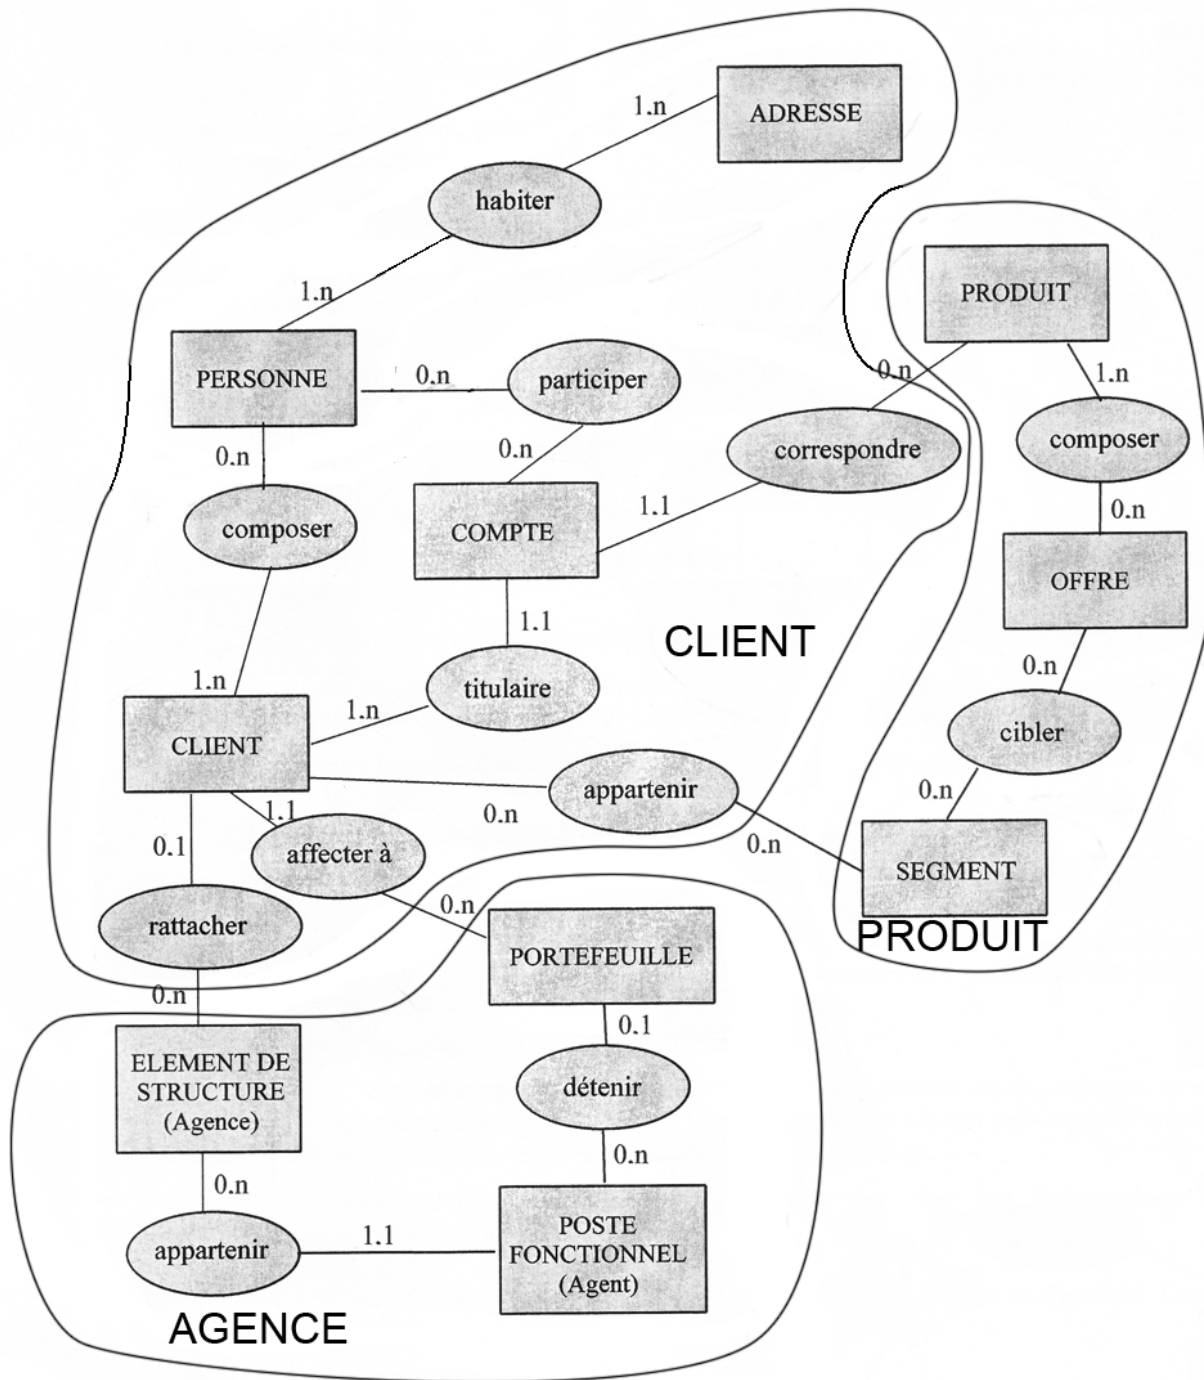 ADRESSE
1.n
habiter
1.n
PRODUIT
PERSONNE
0.n
participer
0.n
1.n
0.n
composer
0.n
correspondre
composer
COMPTE
1.1
0.n
OFFRE
1.1
CLIENT
0.n
1.n
titulaire
1.n
CLIENT
cibler
appartenir
0.n
0.n
1.1
0.1
affecter à
0.n
SEGMENT
PRODUIT
rattacher
0.n
PORTEFEUILLE
0.n
0.1
ELEMENT DE
STRUCTURE
(Agence)
détenir
0.n
0.n
POSTE
FONCTIONNEL
(Agent)
appartenir
1.1
AGENCE